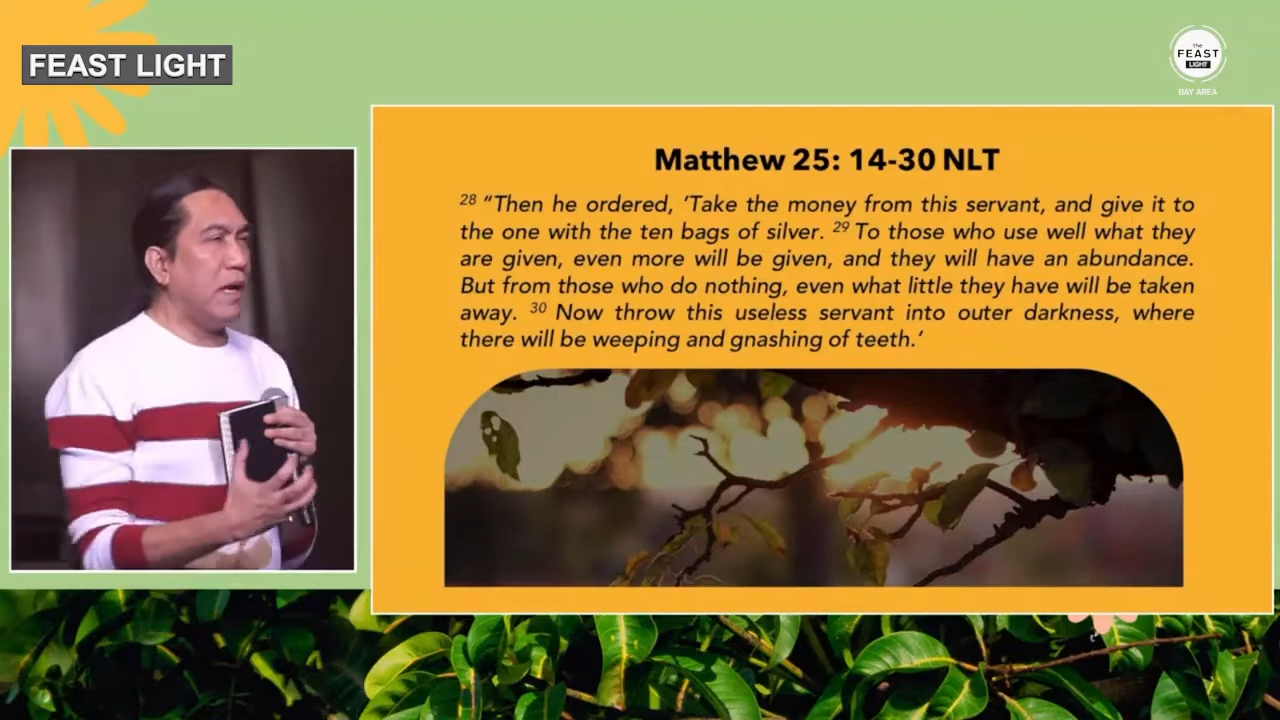 FEAST LIGHT
the
FEAST
LIGHT
BAY AREA
Matthew 25: 14-30 NLT
28 “Then he ordered, ‘Take the money from this servant, and give it to
the one with the ten bags of silver. 29 To those who use well what they
are given, even more will be given, and they will have an abundance.
But from those who do nothing, even what little they have will be taken
away. 30 Now throw this useless servant into outer darkness, where
there will be weeping and gnashing of teeth.’